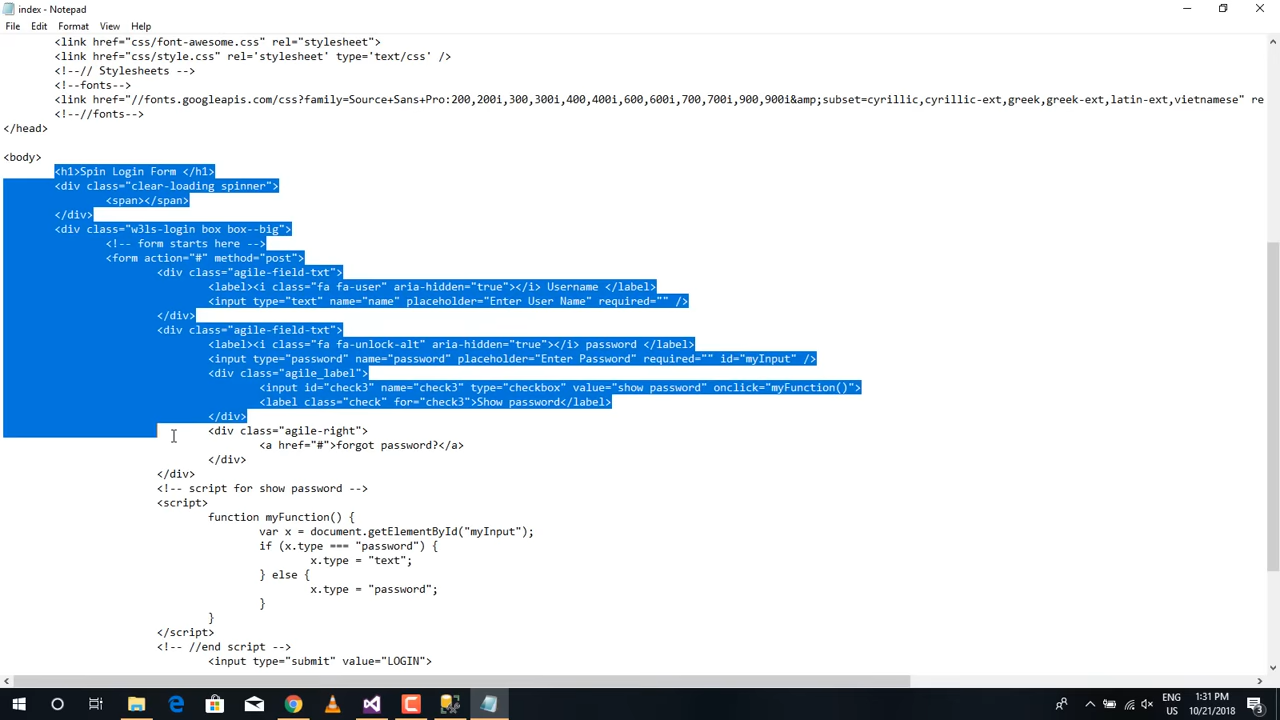 index - Notepad
File Edit Format View Help
<link href="css/font-awesome.css" rel="stylesheet">
<link href="css/style.css" rel='stylesheet' type='text/css' />
<!--// Stylesheets -->
<!--fonts-->
<link href="//fonts.googleapis.com/css?family=Source+Sans+Pro:200,200i,300,300i,400,400i,600,600i,700,700i,900,900i&amp;subset=cyrillic,cyrillic-ext,greek,greek-ext,latin-ext,vietnamese" re
<!--//fonts-->
</head>
<body>
<h1>Spin Login Form </h1>
<div class="clear-loading spinner">
<span></span>
</div>
<div class="w3ls-login box box--big">
<!-- form starts here -->
<form action="#" method="post">
<div class="agile-field-txt">
<label><i class="fa fa-user" aria-hidden="true"></i> Username </label>
<input type="text" name="name" placeholder="Enter User Name" required="" />
</div>
<div class="agile-field-txt">
<label><i class="fa fa-unlock-alt" aria-hidden="true"></i> password </label>
<input type="password" name="password" placeholder="Enter Password" required="" id="myInput" />
<div class="agile_label">
<input id="check3" name="check3" type="checkbox" value="show password" onclick="myFunction()">
<label class="check" for="check3">Show password</label>
</div>
<div class="agile-right">
<a href="#">forgot password?</a>
</div>
</div>
<!-- script for show password -->
<script>
function myFunction() {
var x = document.getElementById("myInput");
if (x.type === "password") {
x.type = "text";
} else {
x.type = "password";
}
}
</script>
<!-- //end script -->
<input type="submit" value="LOGIN">
ENG 1:31 PM
US 10/21/2018
3